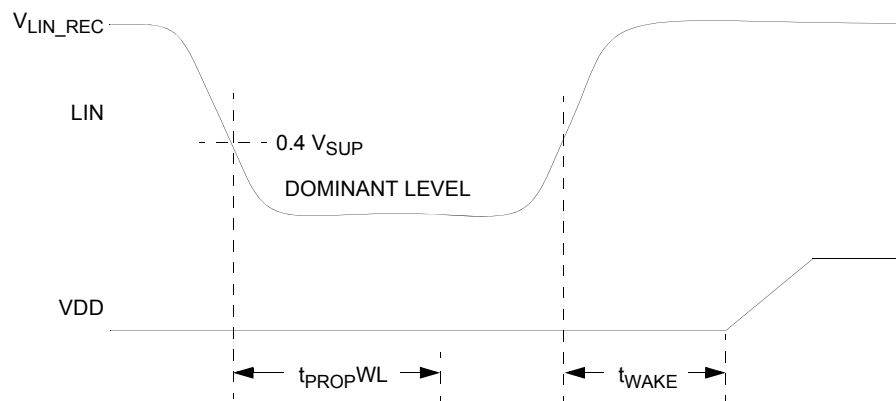 VLIN_REC
LIN
0.4 VSUP
DOMINANT LEVEL
VDD
tPROPWL
tWAKE